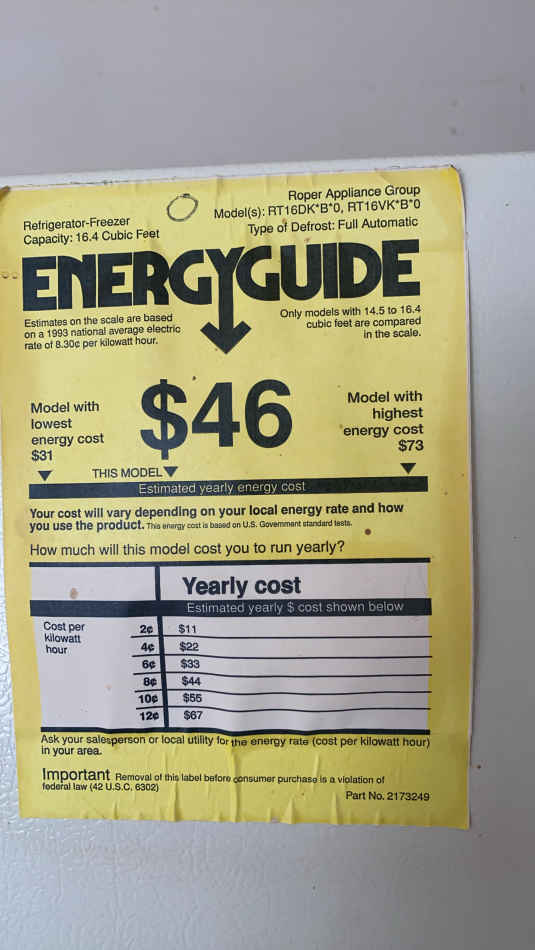 Roper Appliance Group
Refrigerator-Freezer
Model(s): RT16DK*B*0, RT16VK*B*0
Capacity: 16.4 Cubic Feet
Type of Defrost: Full Automatic
ENERGYGUIDE
Estimates on the scale are based
on a 1993 national average electric
rate of 8.30¢ per kilowatt hour.
Only models with 14.5 to 16.4
cubic feet are compared
in the scale.
$46
Model with
lowest
energy cost
$31
Model with
highest
energy cost
$73
THIS MODEL
Estimated yearly energy cost
Your cost will vary depending on your local energy rate and how
you use the product. This energy cost is based on U.S. Government standard tests.
How much will this model cost you to run yearly?
Yearly cost
Estimated yearly $ cost shown below
Cost per
kilowatt
hour
2¢ $11
4¢ $22
6¢ $33
8¢ $44
10¢ $55
12¢ $67
Ask your salesperson or local utility for the energy rate (cost per kilowatt hour)
in your area.
Important Removal of this label before consumer purchase is a violation of
federal law (42 U.S.C. 6302)
Part No. 2173249